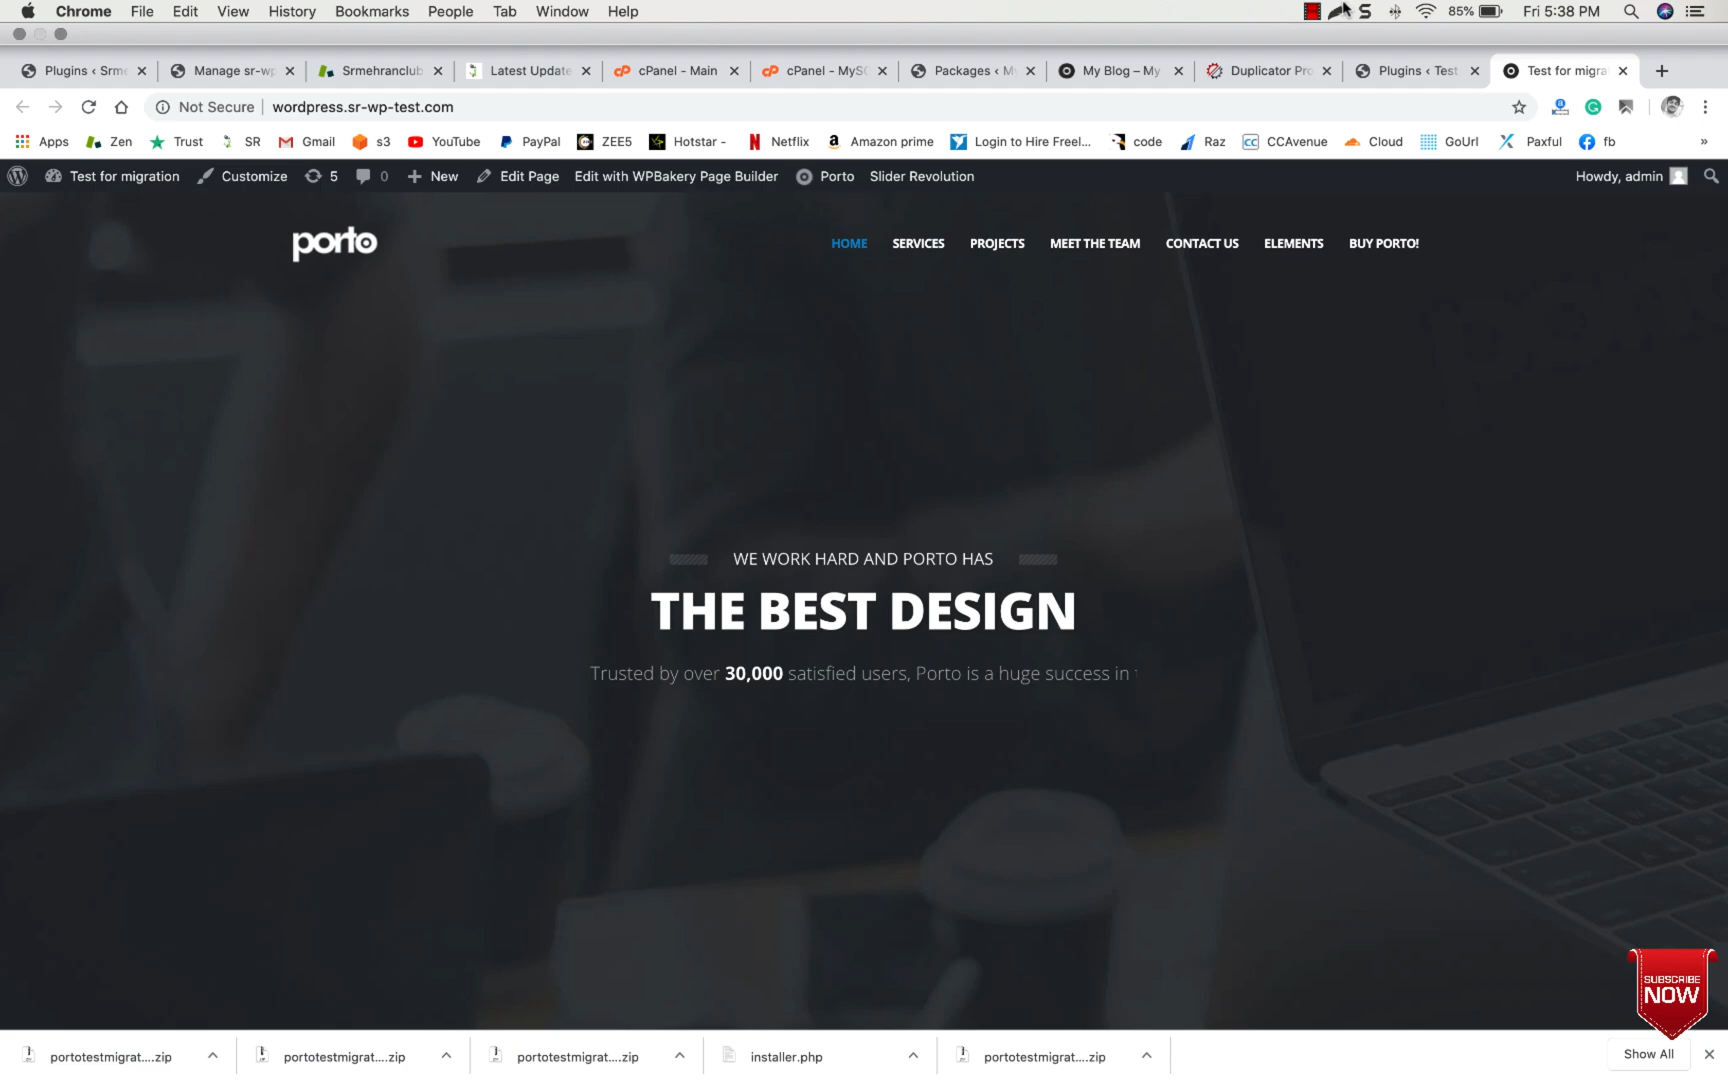 Chrome File Edit View History Bookmarks People Tab Window Help 85% Fri 5:38 PM
Plugins ‹ Srme Manage sr-wp Srmehranclub Latest Update cPanel - Main cPanel - MySQ Packages ‹ My My Blog – My Duplicator Pro Plugins ‹ Test Test for migra
Not Secure wordpress.sr-wp-test.com
Apps Zen Trust SR Gmail s3 YouTube PayPal ZEE5 Hotstar - Netflix Amazon prime Login to Hire Freel... code Raz CCAvenue Cloud GoUrl Paxful fb »
Test for migration Customize 5 0 New Edit Page Edit with WPBakery Page Builder Porto Slider Revolution Howdy, admin
porto HOME SERVICES PROJECTS MEET THE TEAM CONTACT US ELEMENTS BUY PORTO!
WE WORK HARD AND PORTO HAS
THE BEST DESIGN
Trusted by over 30,000 satisfied users, Porto is a huge success in
SUBSCRIBE
NOW
portotestmigrat....zip portotestmigrat....zip portotestmigrat....zip installer.php portotestmigrat....zip Show All